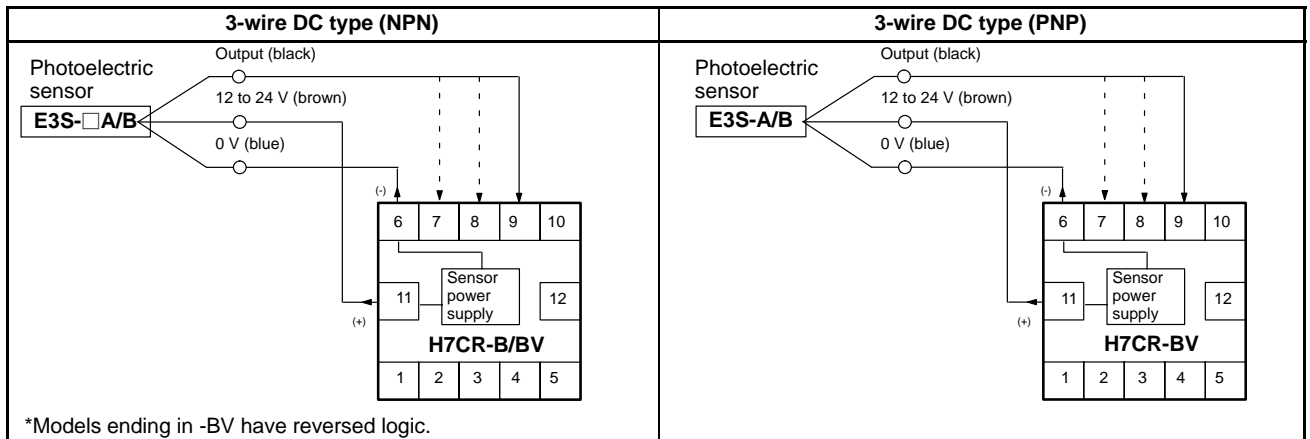 3-wire DC type (NPN)
Photoelectric
sensor
E3S-□A/B
Output (black)
12 to 24 V (brown)
0 V (blue)
(-)
6 7 8 9 10
11
Sensor
power
supply
12
(+)
H7CR-B/BV
1 2 3 4 5
*Models ending in -BV have reversed logic.
3-wire DC type (PNP)
Photoelectric
sensor
E3S-A/B
Output (black)
12 to 24 V (brown)
0 V (blue)
(-)
6 7 8 9 10
11
Sensor
power
supply
12
(+)
H7CR-BV
1 2 3 4 5